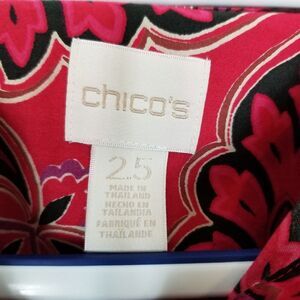 chico's
2.5
MADE IN
THAILAND
HECHO EN
TAILANDIA
FABRIQUÉ EN
THAÏLANDE